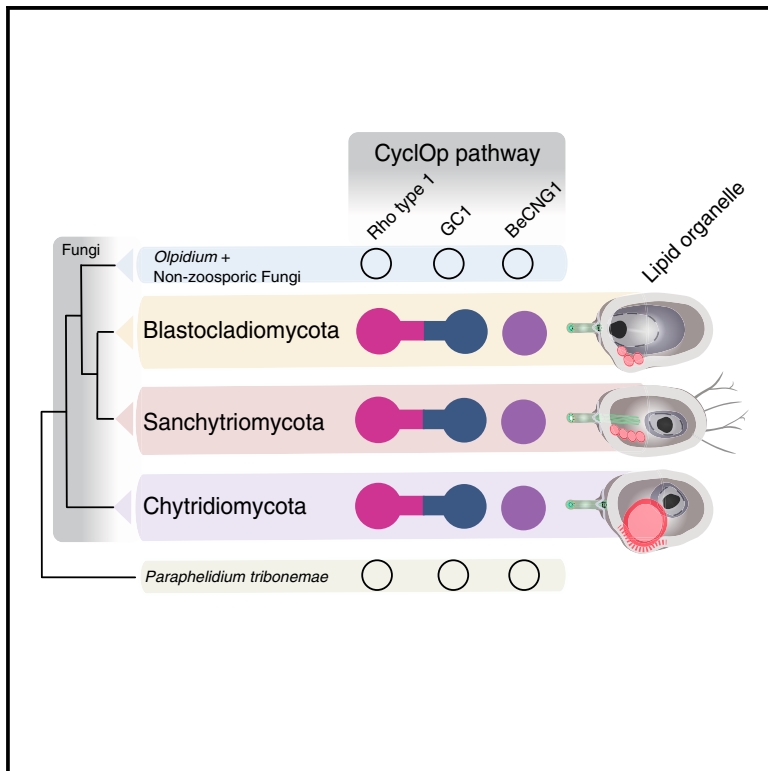 CyclOp pathway
Rho type 1
GC1
BeCNG1
Lipid organelle
Fungi
Olpidium +
Non-zoosporic Fungi
Blastocladiomycota
Sanchytriomycota
Chytridiomycota
Paraphelidium tribonemae